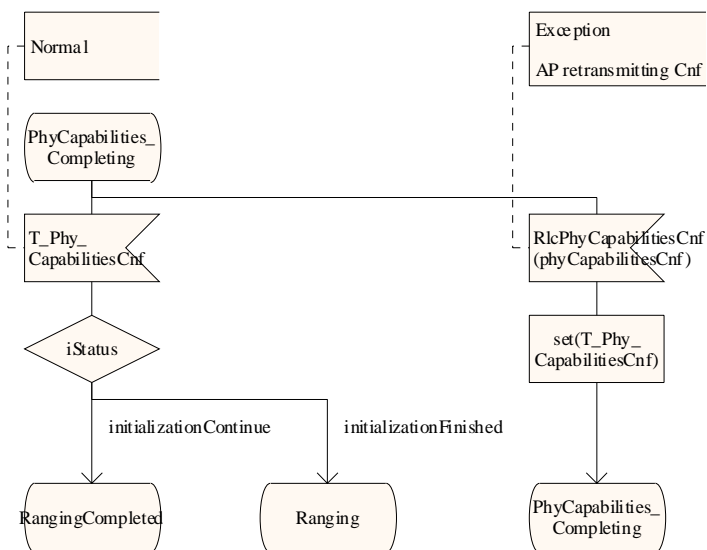 Normal
Exception
AP retransmitting Cnf
PhyCapabilities_
Completing
T_Phy_
CapabilitiesCnf
RlcPhyCapabilitiesCnf
(phyCapabilitiesCnf)
iStatus
set(T_Phy_
CapabilitiesCnf)
initializationContinue
initializationFinished
RangingCompleted
Ranging
PhyCapabilities_
Completing